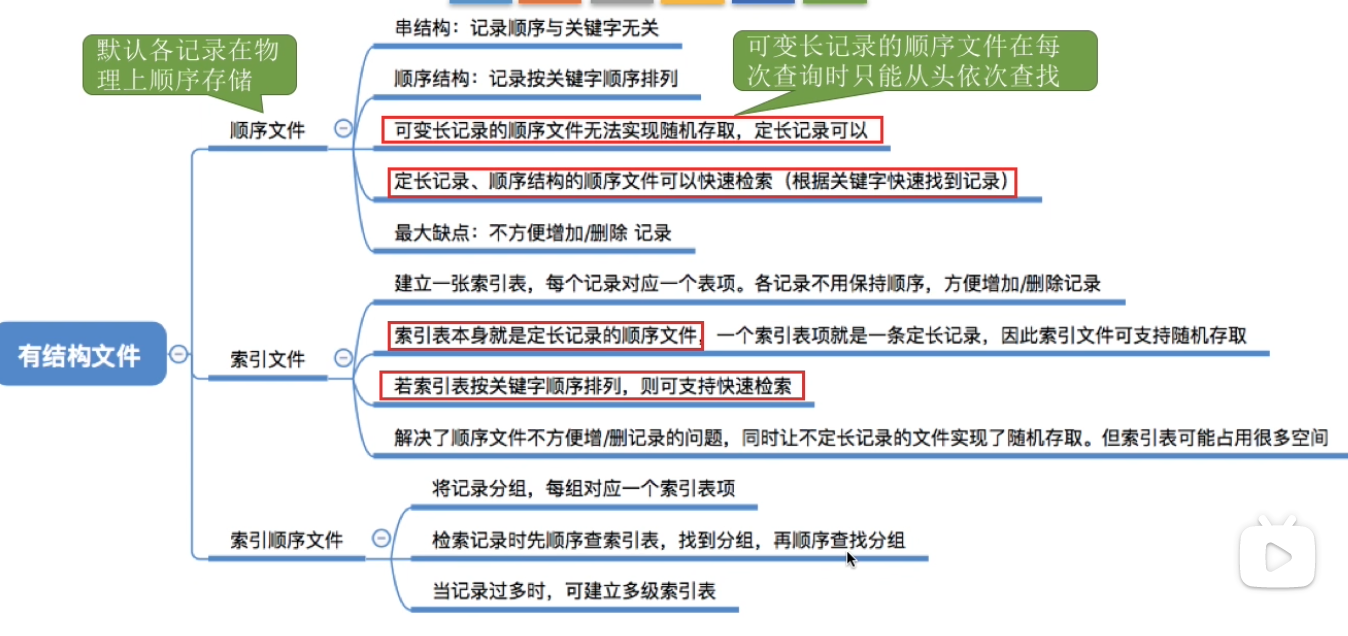 串结构：记录顺序与关键字无关
默认各记录在物
理上顺序存储
可变长记录的顺序文件在每
次查询时只能从头依次查找
顺序结构：记录按关键字顺序排列
顺序文件
可变长记录的顺序文件无法实现随机存取，定长记录可以
定长记录、顺序结构的顺序文件可以快速检索（根据关键字快速找到记录）
最大缺点：不方便增加/删除 记录
有结构文件
建立一张索引表，每个记录对应一个表项。各记录不用保持顺序，方便增加/删除记录
索引表本身就是定长记录的顺序文件，一个索引表项就是一条定长记录，因此索引文件可支持随机存取
索引文件
若索引表按关键字顺序排列，则可支持快速检索
解决了顺序文件不方便增/删记录的问题，同时让不定长记录的文件实现了随机存取。但索引表可能占用很多空间
将记录分组，每组对应一个索引表项
索引顺序文件
检索记录时先顺序查索引表，找到分组，再顺序查找分组
当记录过多时，可建立多级索引表